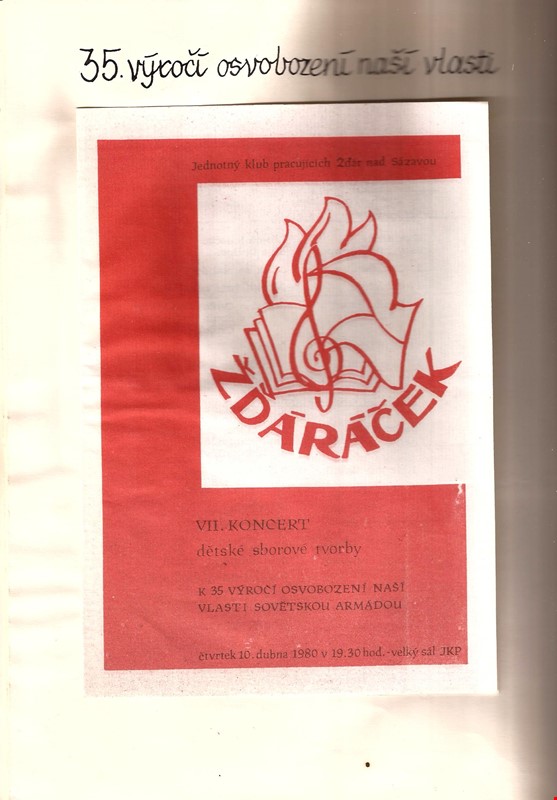 35. výročí osvobození naší vlasti
Jednotný klub pracujících Žďár nad Sázavou
ŽĎÁRÁČEK
VII. KONCERT
dětské sborové tvorby
K 35 VÝROČÍ OSVOBOZENÍ NAŠÍ
VLASTI SOVĚTSKOU ARMÁDOU
čtvrtek 10. dubna 1980 v 19.30 hod. - velký sál JKP